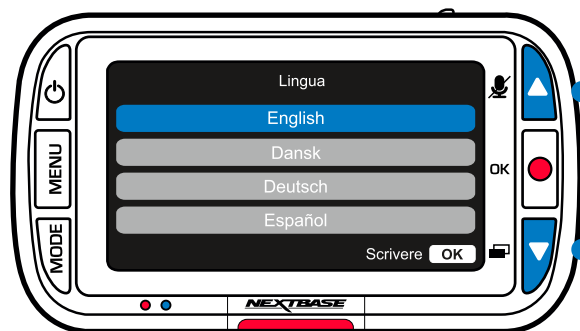 Lingua
English
Dansk
Deutsch
Español
Scrivere OK
MENU
MODE
OK
NEXTBASE